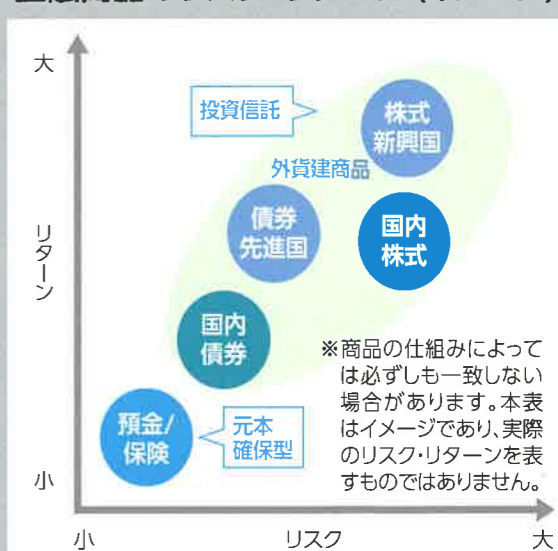 大
投資信託
株式
新興国
外貨建商品
債券
先進国
国内
株式
リターン
国内
債券
※商品の仕組みによって
は必ずしも一致しない
場合があります。本表
はイメージであり、実際
のリスク・リターンを表
すものではありません。
預金/
保険
元本
確保型
小
小
リスク
大